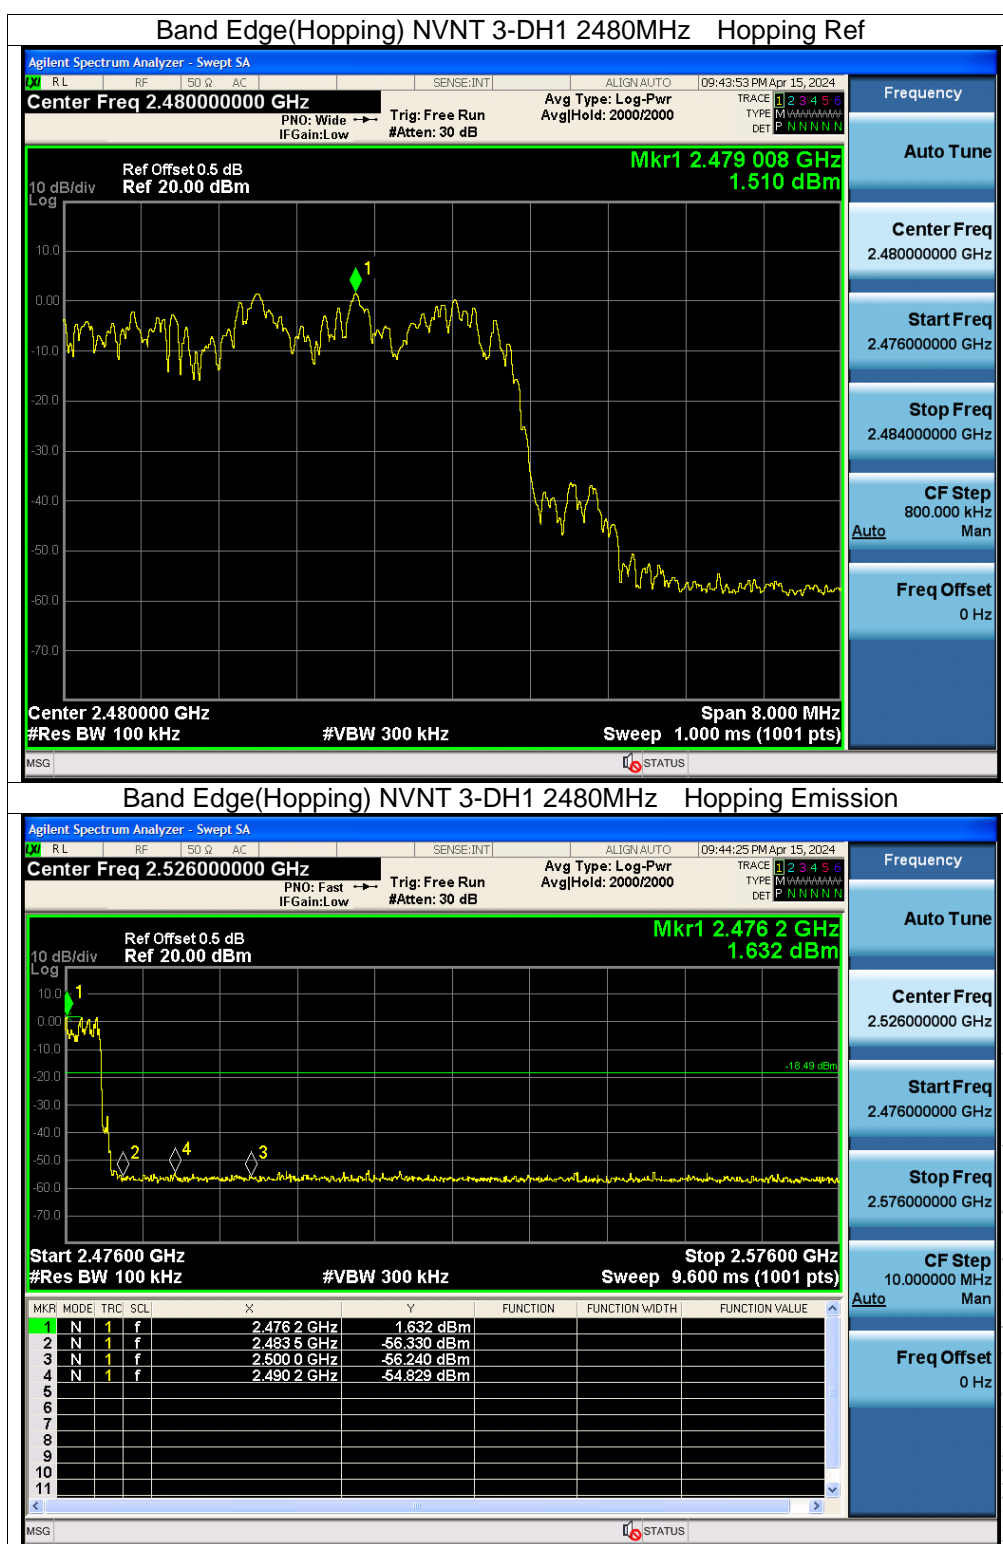 Band Edge(Hopping) NVNT 3-DH1 2480MHz Hopping Ref
Agilent Spectrum Analyzer - Swept SA
LXI RL RF 50 Ω AC SENSE:INT ALIGN AUTO 09:43:53 PM Apr 15, 2024
Center Freq 2.480000000 GHz
PNO: Wide
IFGain:Low
Trig: Free Run
#Atten: 30 dB
Avg Type: Log-Pwr
Avg|Hold: 2000/2000
TRACE 1 2 3 4 5 6
TYPE M
DET P N N N N N
Frequency
Auto Tune
Center Freq
2.480000000 GHz
Start Freq
2.476000000 GHz
Stop Freq
2.484000000 GHz
CF Step
800.000 kHz
Auto Man
Freq Offset
0 Hz
Mkr1 2.479 008 GHz
1.510 dBm
Ref Offset 0.5 dB
10 dB/div Ref 20.00 dBm
Log
10.0
0.00
-10.0
-20.0
-30.0
-40.0
-50.0
-60.0
-70.0
1
Center 2.480000 GHz Span 8.000 MHz
#Res BW 100 kHz #VBW 300 kHz Sweep 1.000 ms (1001 pts)
MSG STATUS
Band Edge(Hopping) NVNT 3-DH1 2480MHz Hopping Emission
Agilent Spectrum Analyzer - Swept SA
LXI RL RF 50 Ω AC SENSE:INT ALIGN AUTO 09:44:25 PM Apr 15, 2024
Center Freq 2.526000000 GHz
PNO: Fast
IFGain:Low
Trig: Free Run
#Atten: 30 dB
Avg Type: Log-Pwr
Avg|Hold: 2000/2000
TRACE 1 2 3 4 5 6
TYPE M
DET P N N N N N
Frequency
Auto Tune
Center Freq
2.526000000 GHz
Start Freq
2.476000000 GHz
Stop Freq
2.576000000 GHz
CF Step
10.000000 MHz
Auto Man
Freq Offset
0 Hz
Mkr1 2.476 2 GHz
1.632 dBm
Ref Offset 0.5 dB
10 dB/div Ref 20.00 dBm
Log
10.0
0.00
-10.0
-20.0
-30.0
-40.0
-50.0
-60.0
-70.0
1
-18.49 dBm
2 4 3
Start 2.47600 GHz Stop 2.57600 GHz
#Res BW 100 kHz #VBW 300 kHz Sweep 9.600 ms (1001 pts)
MKR MODE TRC SCL X Y FUNCTION FUNCTION WIDTH FUNCTION VALUE
1 N 1 f 2.476 2 GHz 1.632 dBm
2 N 1 f 2.483 5 GHz -56.330 dBm
3 N 1 f 2.500 0 GHz -56.240 dBm
4 N 1 f 2.490 2 GHz -54.829 dBm
5
6
7
8
9
10
11
MSG STATUS